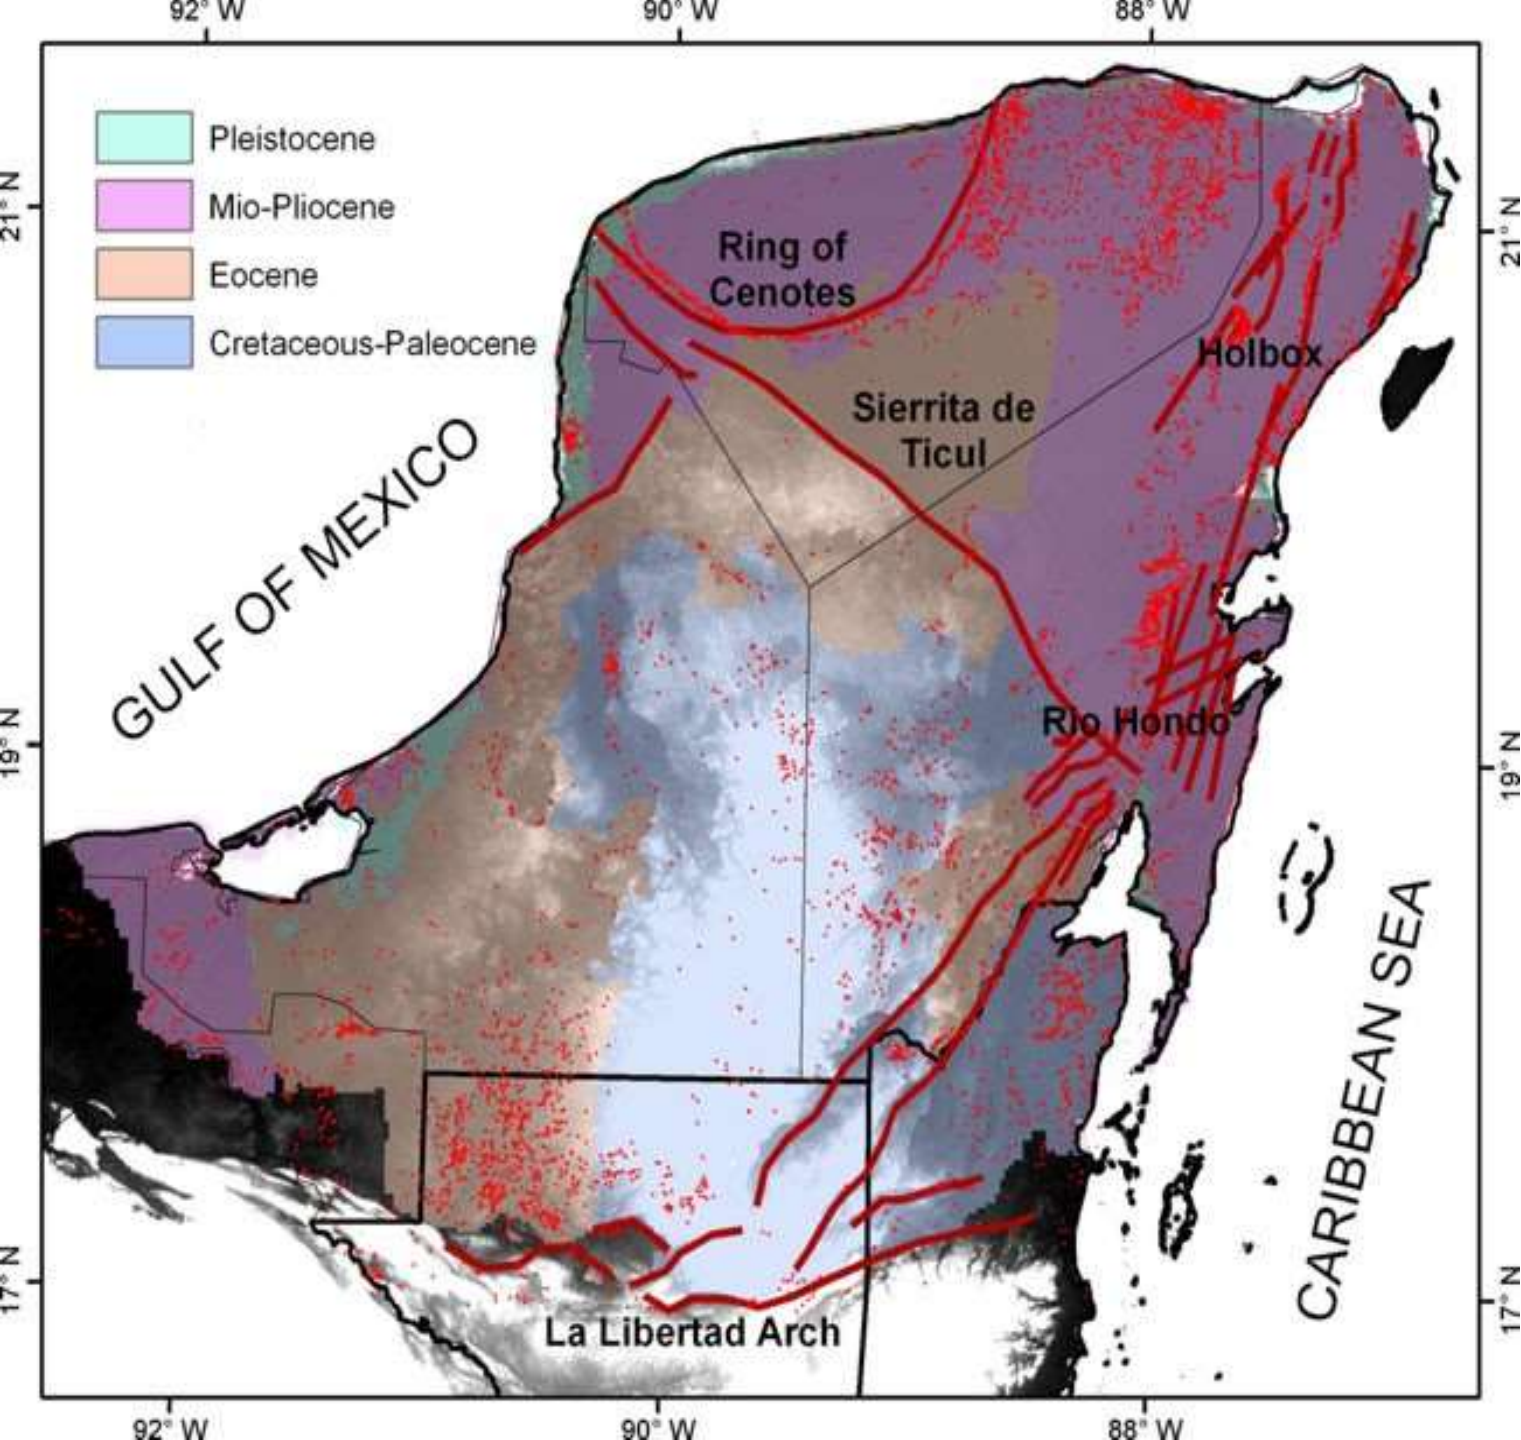 92° W
90° W
88° W
Pleistocene
Mio-Pliocene
Eocene
Cretaceous-Paleocene
21° N
21° N
Ring of
Cenotes
Holbox
Sierrita de
Ticul
GULF OF MEXICO
Rio Hondo
19° N
19° N
CARIBBEAN SEA
17° N
17° N
La Libertad Arch
92° W
90° W
88° W